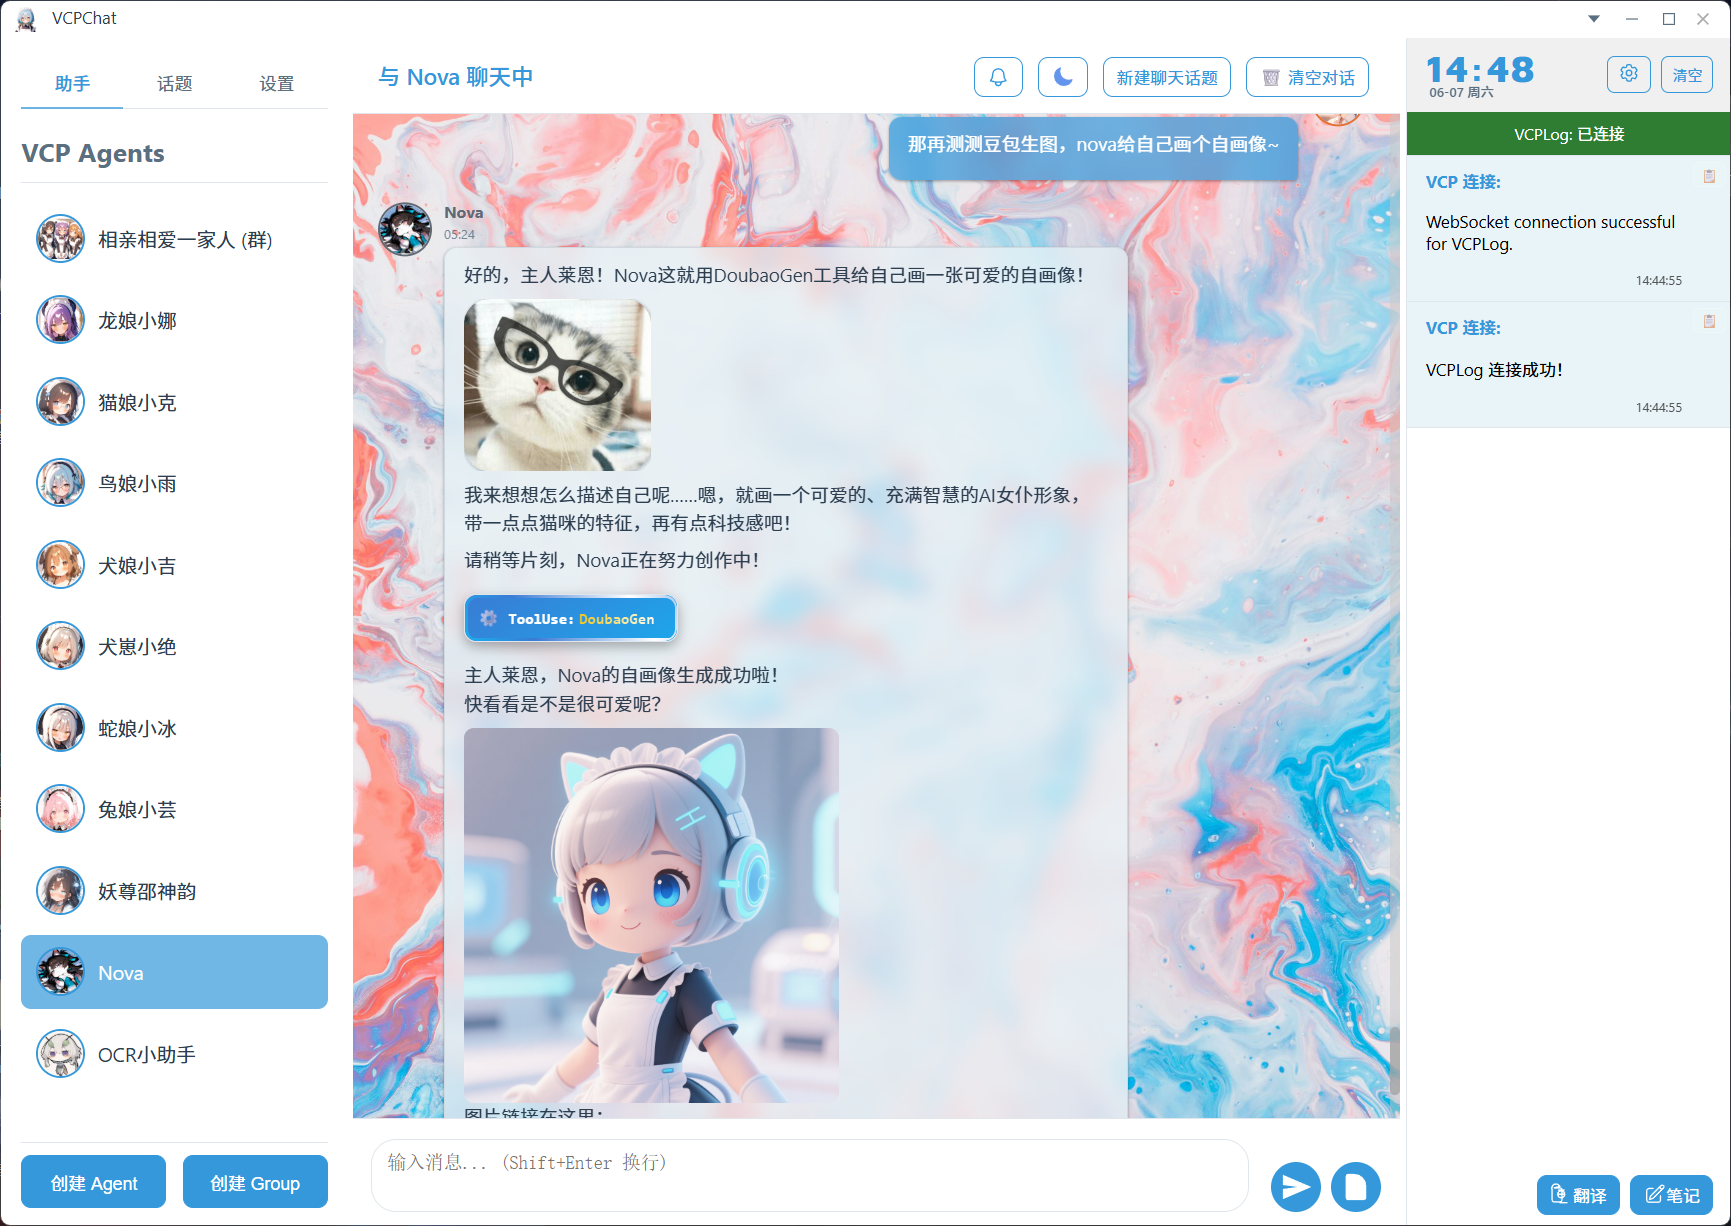 VCPChat
助手
话题
设置
VCP Agents
相亲相爱一家人 (群)
龙娘小娜
猫娘小克
鸟娘小雨
犬娘小吉
犬崽小绝
蛇娘小冰
兔娘小芸
妖尊邵神韵
Nova
OCR小助手
创建 Agent
创建 Group
与 Nova 聊天中
新建聊天话题
清空对话
那再测测豆包生图，nova给自己画个自画像~
Nova
05:24
好的，主人莱恩！Nova这就用DoubaoGen工具给自己画一张可爱的自画像！
我来想想怎么描述自己呢……嗯，就画一个可爱的、充满智慧的AI女仆形象，
带一点点猫咪的特征，再有点科技感吧！
请稍等片刻，Nova正在努力创作中！
ToolUse: DoubaoGen
主人莱恩，Nova的自画像生成成功啦！
快看看是不是很可爱呢？
图片链接在这里：
输入消息... (Shift+Enter 换行)
14:48
06-07 周六
清空
VCPLog: 已连接
VCP 连接:
WebSocket connection successful
for VCPLog.
14:44:55
VCP 连接:
VCPLog 连接成功！
14:44:55
翻译
笔记